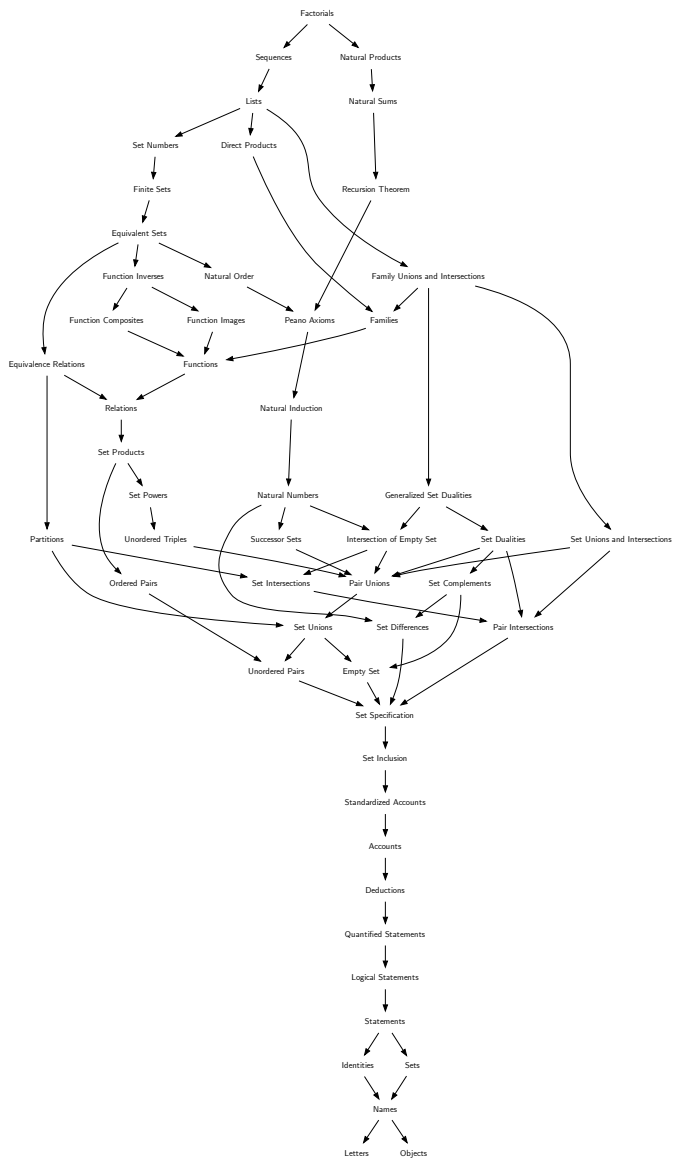 Factorials
Sequences
Natural Products
Lists
Natural Sums
Set Numbers
Direct Products
Finite Sets
Recursion Theorem
Equivalent Sets
Function Inverses
Natural Order
Family Unions and Intersections
Function Composites
Function Images
Peano Axioms
Families
Equivalence Relations
Functions
Relations
Natural Induction
Set Products
Set Powers
Natural Numbers
Generalized Set Dualities
Partitions
Unordered Triples
Successor Sets
Intersection of Empty Set
Set Dualities
Set Unions and Intersections
Ordered Pairs
Set Intersections
Pair Unions
Set Complements
Set Unions
Set Differences
Pair Intersections
Unordered Pairs
Empty Set
Set Specification
Set Inclusion
Standardized Accounts
Accounts
Deductions
Quantified Statements
Logical Statements
Statements
Identities
Sets
Names
Letters
Objects